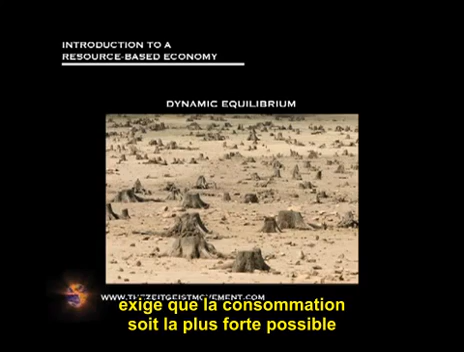 INTRODUCTION TO A
RESOURCE-BASED ECONOMY
DYNAMIC EQUILIBRIUM
WWW.THEZEITGEISTMOVEMENT.COM
exige que la consommation
soit la plus forte possible